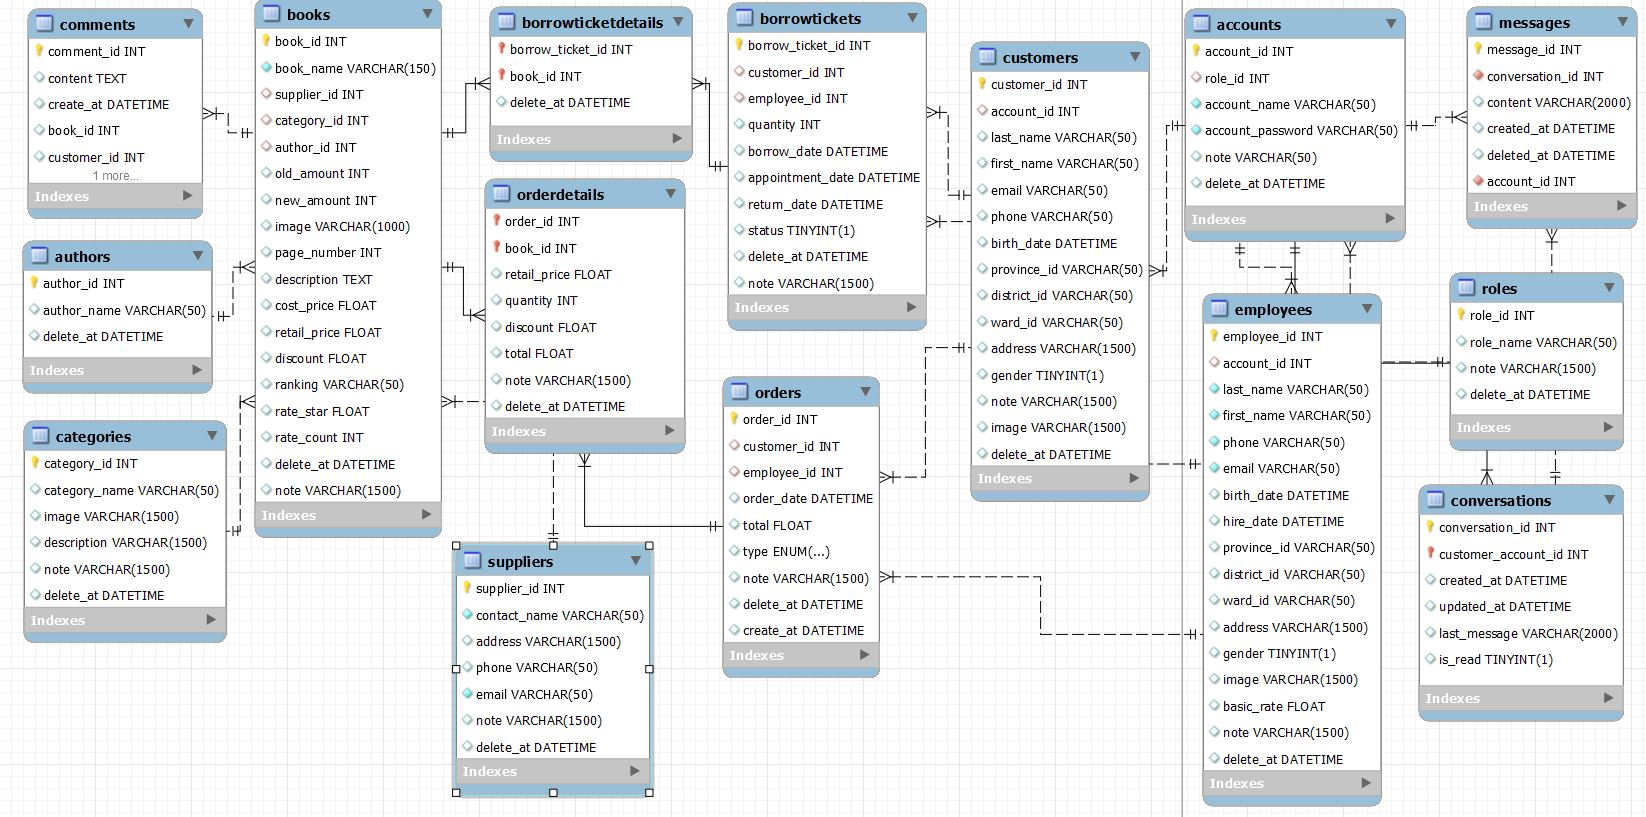 comments
comment_id INT
content TEXT
create_at DATETIME
book_id INT
customer_id INT
1 more...
Indexes
authors
author_id INT
author_name VARCHAR(50)
delete_at DATETIME
Indexes
categories
category_id INT
category_name VARCHAR(50)
image VARCHAR(1500)
description VARCHAR(1500)
note VARCHAR(1500)
delete_at DATETIME
Indexes
books
book_id INT
book_name VARCHAR(150)
supplier_id INT
category_id INT
author_id INT
old_amount INT
new_amount INT
image VARCHAR(1000)
page_number INT
description TEXT
cost_price FLOAT
retail_price FLOAT
discount FLOAT
ranking VARCHAR(50)
rate_star FLOAT
rate_count INT
delete_at DATETIME
note VARCHAR(1500)
Indexes
borrowticketdetails
borrow_ticket_id INT
book_id INT
delete_at DATETIME
Indexes
orderdetails
order_id INT
book_id INT
retail_price FLOAT
quantity INT
discount FLOAT
total FLOAT
note VARCHAR(1500)
delete_at DATETIME
Indexes
suppliers
supplier_id INT
contact_name VARCHAR(50)
address VARCHAR(1500)
phone VARCHAR(50)
email VARCHAR(50)
note VARCHAR(1500)
delete_at DATETIME
Indexes
borrowtickets
borrow_ticket_id INT
customer_id INT
employee_id INT
quantity INT
borrow_date DATETIME
appointment_date DATETIME
return_date DATETIME
status TINYINT(1)
delete_at DATETIME
note VARCHAR(1500)
Indexes
orders
order_id INT
customer_id INT
employee_id INT
order_date DATETIME
total FLOAT
type ENUM(...)
note VARCHAR(1500)
delete_at DATETIME
create_at DATETIME
Indexes
customers
customer_id INT
account_id INT
last_name VARCHAR(50)
first_name VARCHAR(50)
email VARCHAR(50)
phone VARCHAR(50)
birth_date DATETIME
province_id VARCHAR(50)
district_id VARCHAR(50)
ward_id VARCHAR(50)
address VARCHAR(1500)
gender TINYINT(1)
note VARCHAR(1500)
image VARCHAR(1500)
delete_at DATETIME
Indexes
accounts
account_id INT
role_id INT
account_name VARCHAR(50)
account_password VARCHAR(50)
note VARCHAR(50)
delete_at DATETIME
Indexes
employees
employee_id INT
account_id INT
last_name VARCHAR(50)
first_name VARCHAR(50)
phone VARCHAR(50)
email VARCHAR(50)
birth_date DATETIME
hire_date DATETIME
province_id VARCHAR(50)
district_id VARCHAR(50)
ward_id VARCHAR(50)
address VARCHAR(1500)
gender TINYINT(1)
image VARCHAR(1500)
basic_rate FLOAT
note VARCHAR(1500)
delete_at DATETIME
Indexes
messages
message_id INT
conversation_id INT
content VARCHAR(2000)
created_at DATETIME
deleted_at DATETIME
account_id INT
Indexes
roles
role_id INT
role_name VARCHAR(50)
note VARCHAR(1500)
delete_at DATETIME
Indexes
conversations
conversation_id INT
customer_account_id INT
created_at DATETIME
updated_at DATETIME
last_message VARCHAR(2000)
is_read TINYINT(1)
Indexes